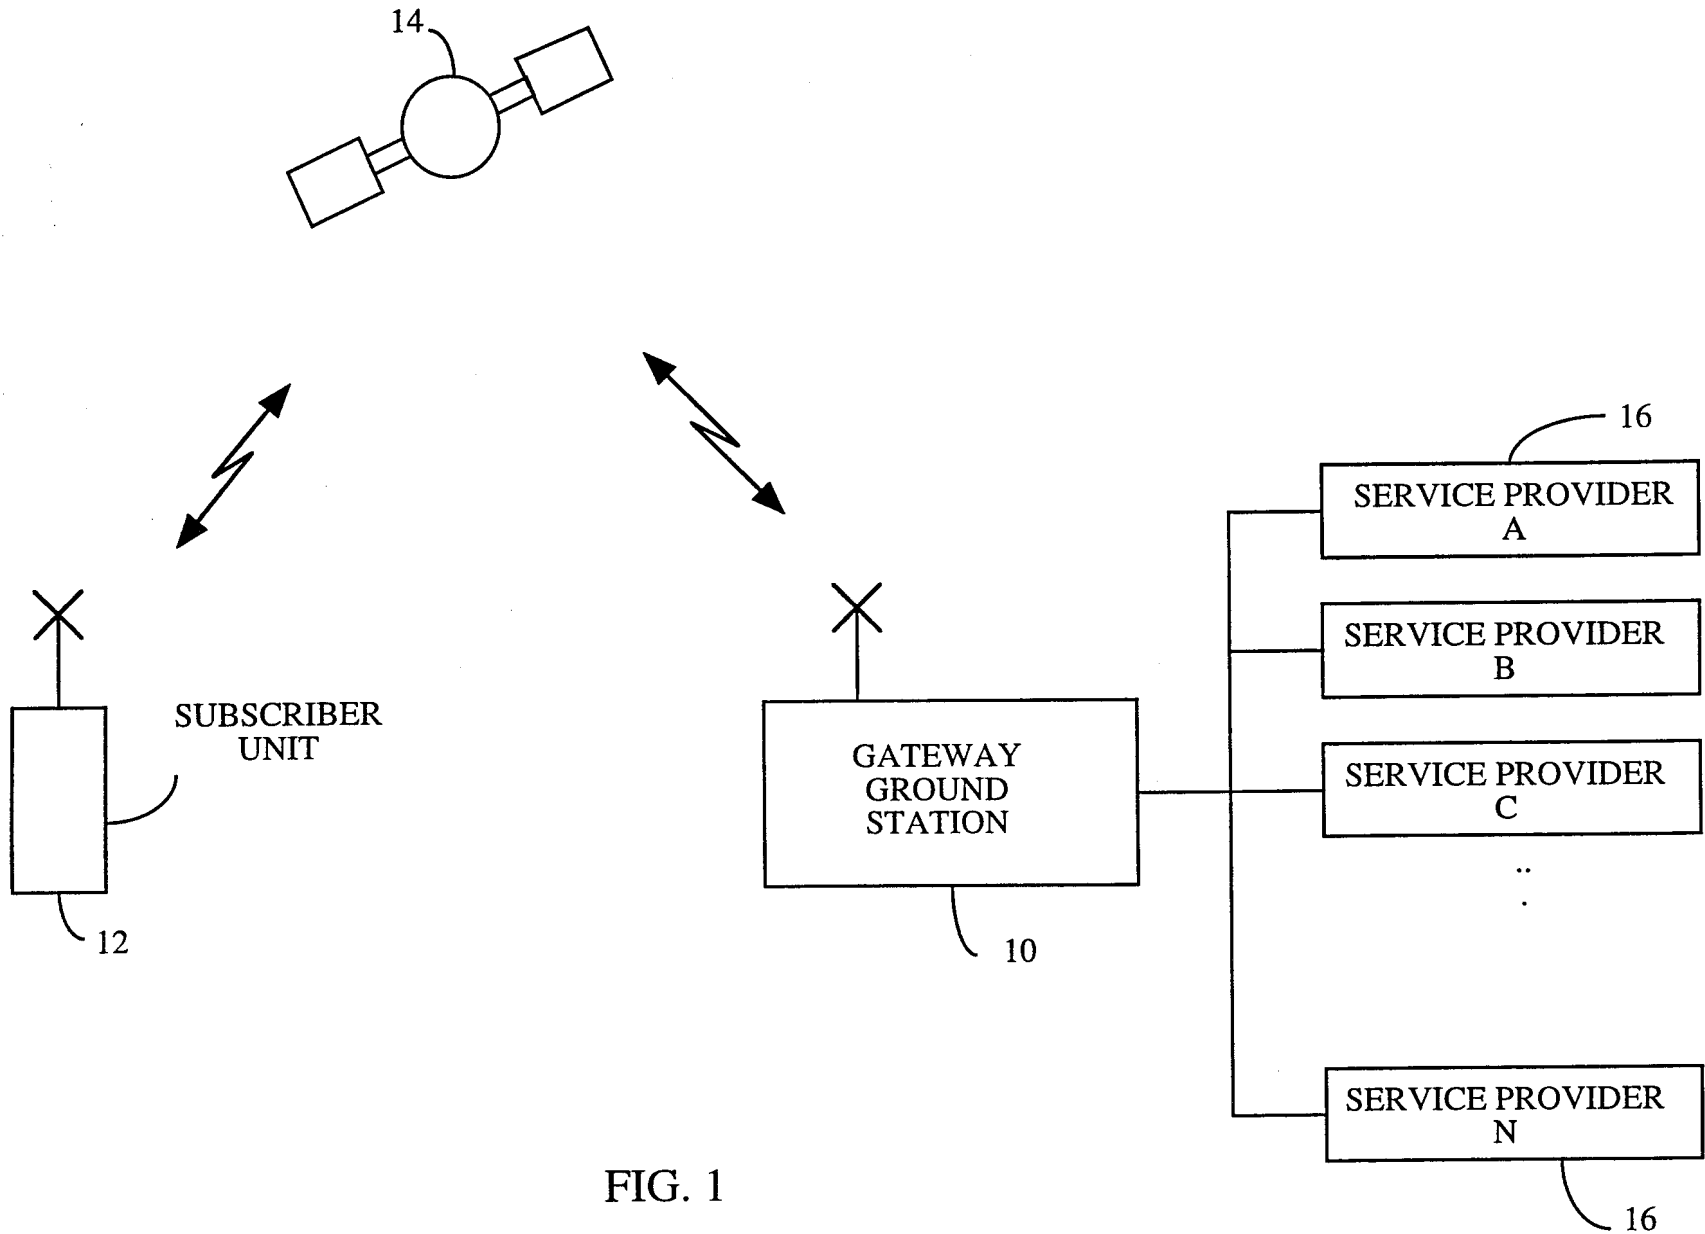 14
16
SERVICE PROVIDER
A
SERVICE PROVIDER
B
SUBSCRIBER
UNIT
GATEWAY
GROUND
STATION
SERVICE PROVIDER
C
12
10
SERVICE PROVIDER
N
FIG. 1
16